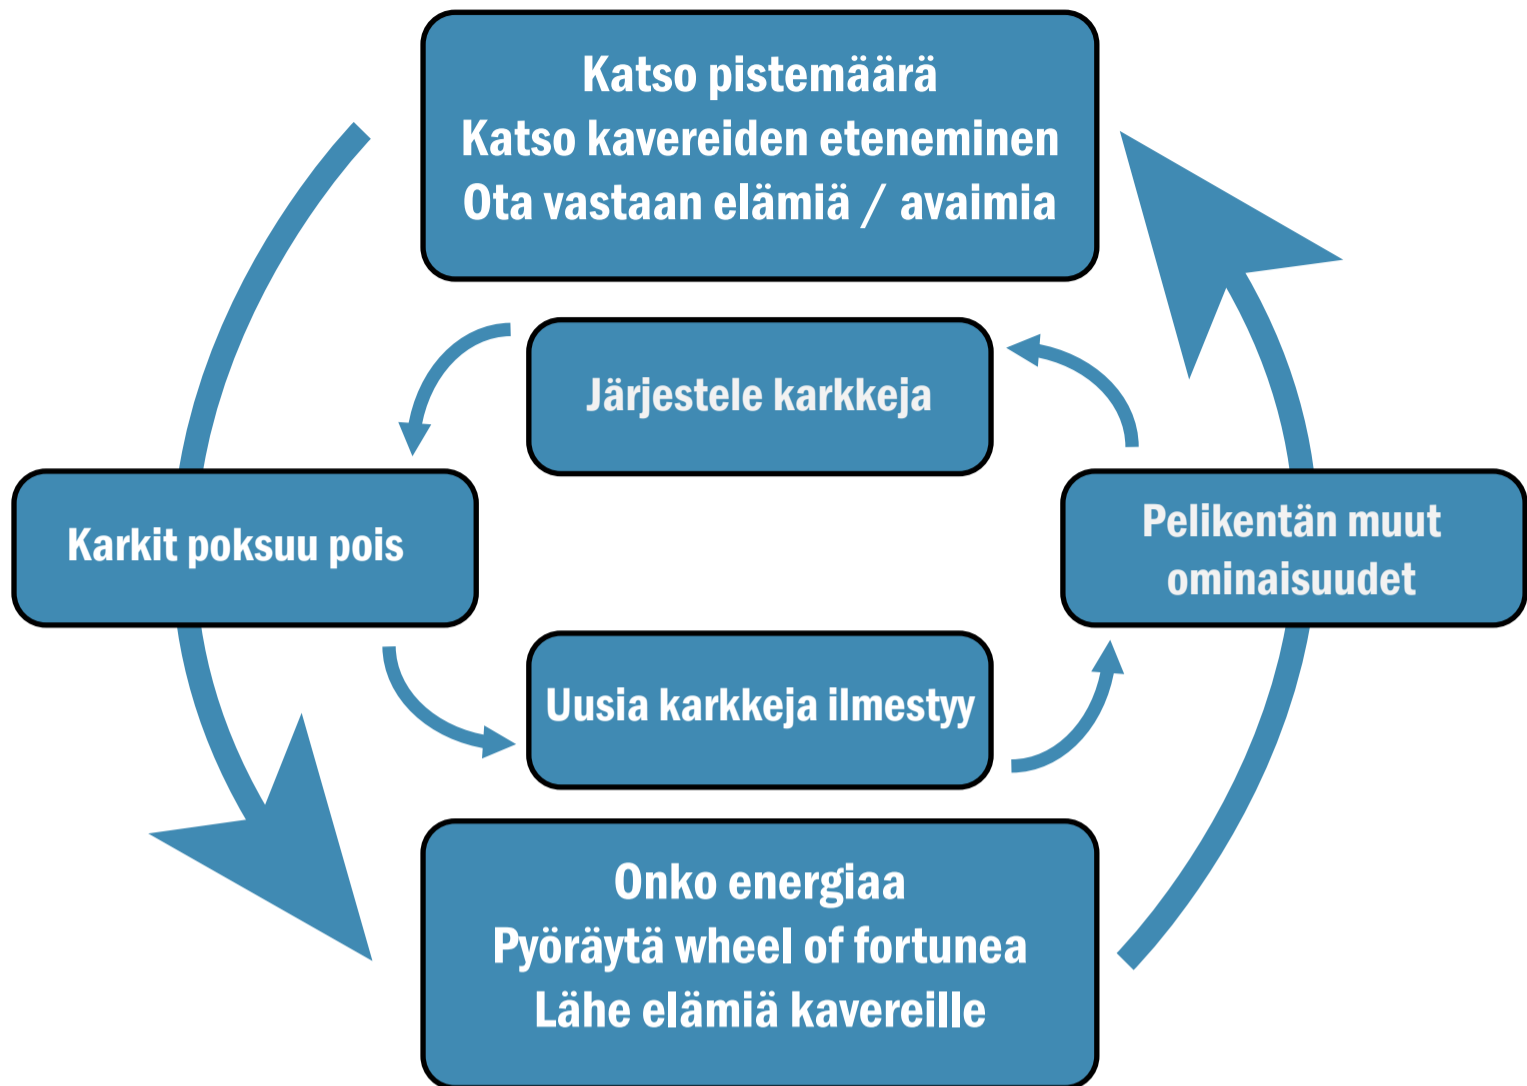 Katso pistemäärä
Katso kavereiden eteneminen
Ota vastaan elämiä / avaimia
Järjestele karkkeja
Karkit poksuu pois
Pelikentän muut
ominaisuudet
Uusia karkkeja ilmestyy
Onko energiaa
Pyöräytä wheel of fortunea
Lähe elämiä kavereille